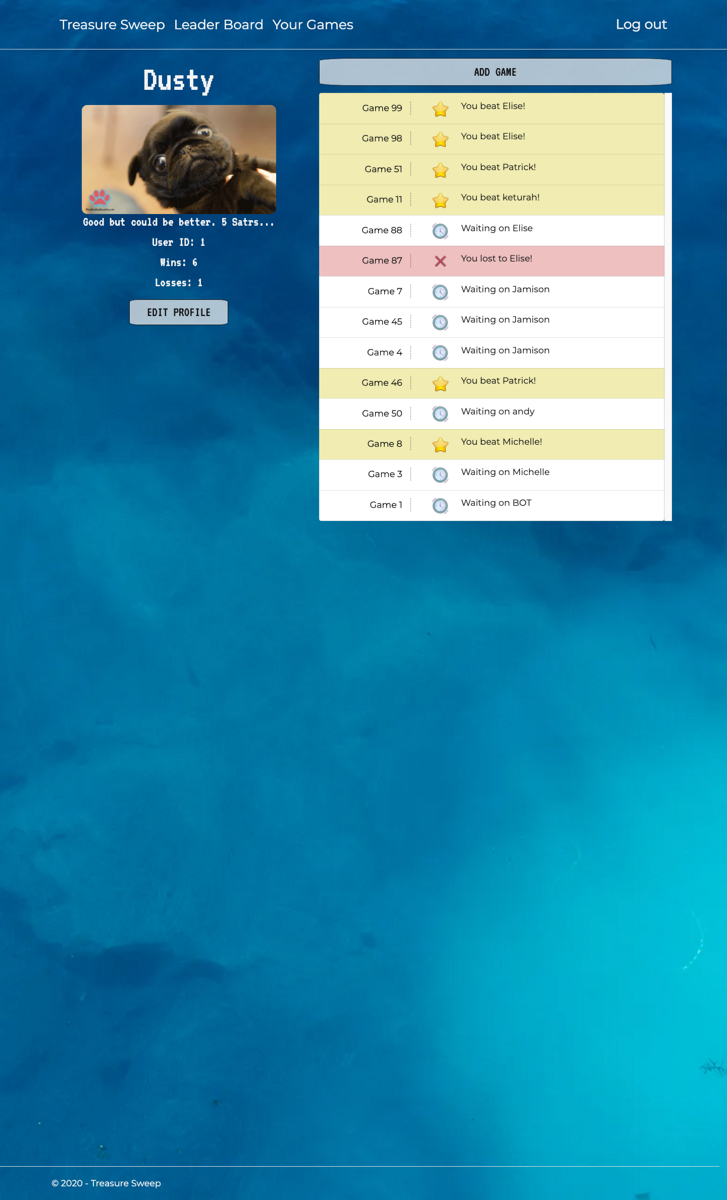 Treasure Sweep Leader Board Your Games Log out
Dusty
Good but could be better. 5 Satrs...
User ID: 1
Wins: 6
Losses: 1
EDIT PROFILE
ADD GAME
Game 99 You beat Elise!
Game 98 You beat Elise!
Game 51 You beat Patrick!
Game 11 You beat keturah!
Game 88 Waiting on Elise
Game 87 You lost to Elise!
Game 7 Waiting on Jamison
Game 45 Waiting on Jamison
Game 4 Waiting on Jamison
Game 46 You beat Patrick!
Game 50 Waiting on andy
Game 8 You beat Michelle!
Game 3 Waiting on Michelle
Game 1 Waiting on BOT
© 2020 - Treasure Sweep